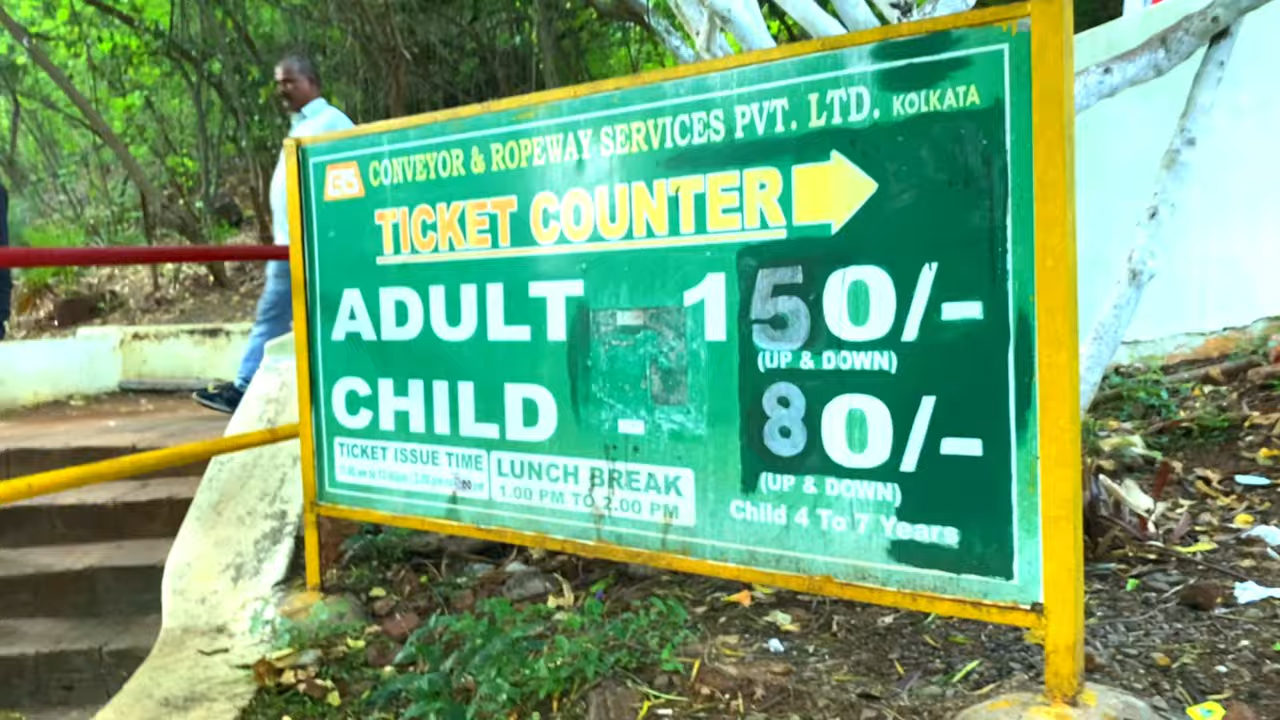 CONVEYOR & ROPEWAY SERVICES PVT. LTD. KOLKATA
TICKET COUNTER
ADULT - 150/-
(UP & DOWN)
CHILD - 80/-
(UP & DOWN)
TICKET ISSUE TIME
LUNCH BREAK
1.00 PM TO 2.00 PM
Child 4 To 7 Years